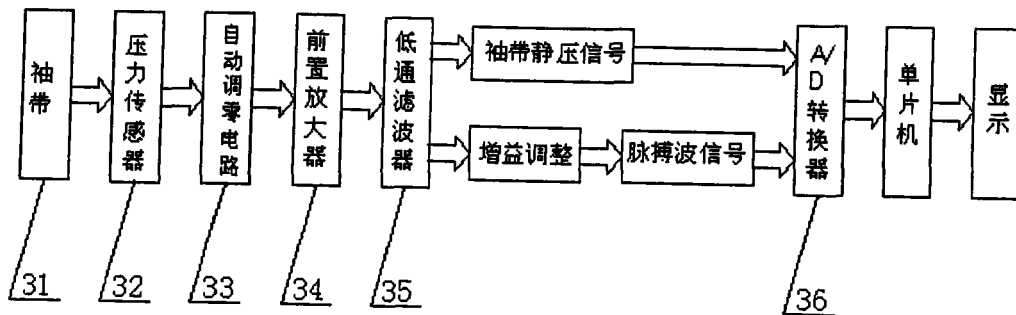 袖带
压力传感器
自动调零电路
前置放大器
低通滤波器
袖带静压信号
增益调整
脉搏波信号
A/D转换器
单片机
显示
31
32
33
34
35
36